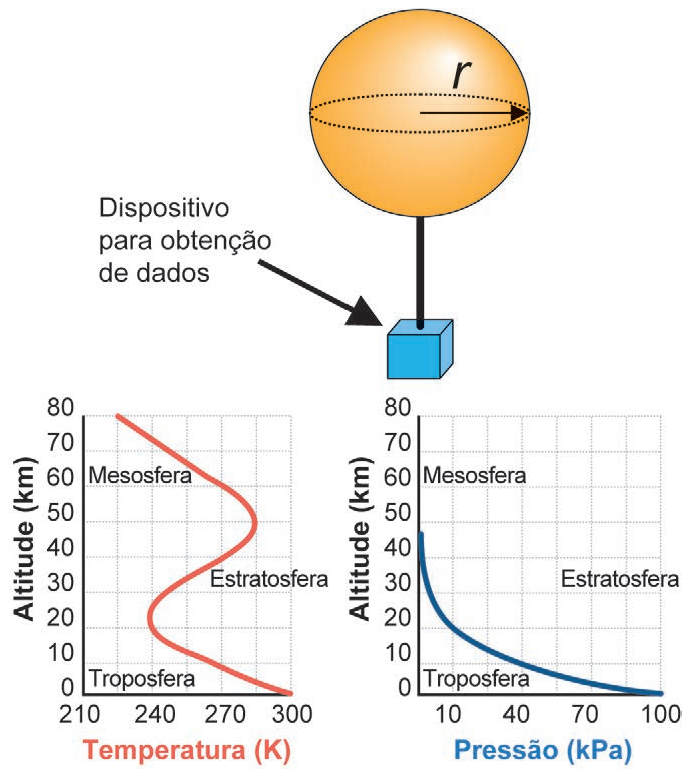 r
Dispositivo
para obtenção
de dados
80
70
60
50
40
30
20
10
0
Altitude (km)
Mesosfera
Estratosfera
Troposfera
210 240 270 300
Temperatura (K)
80
70
60
50
40
30
20
10
0
Altitude (km)
Mesosfera
Estratosfera
Troposfera
10 40 70 100
Pressão (kPa)